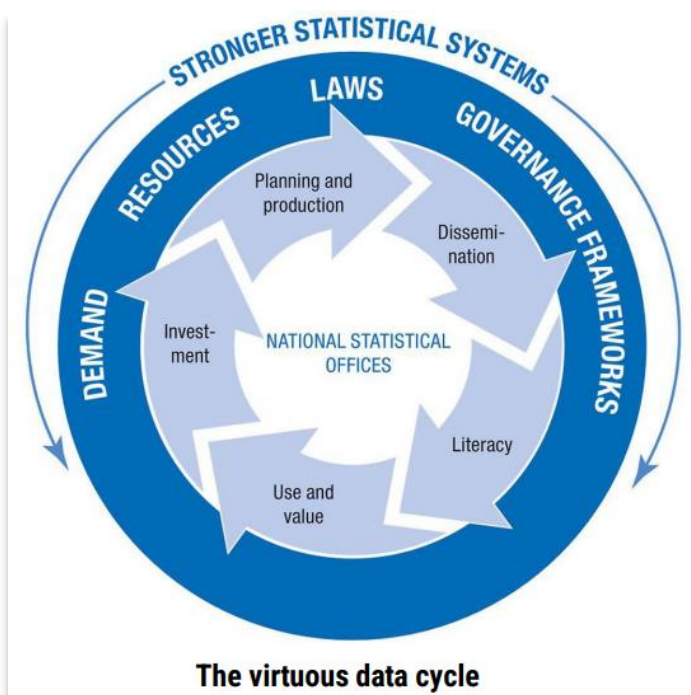 STRONGER STATISTICAL SYSTEMS
DEMAND
RESOURCES
LAWS
GOVERNANCE FRAMEWORKS
Planning and
production
Dissemi-
nation
Literacy
Use and
value
Invest-
ment
NATIONAL STATISTICAL
OFFICES
The virtuous data cycle